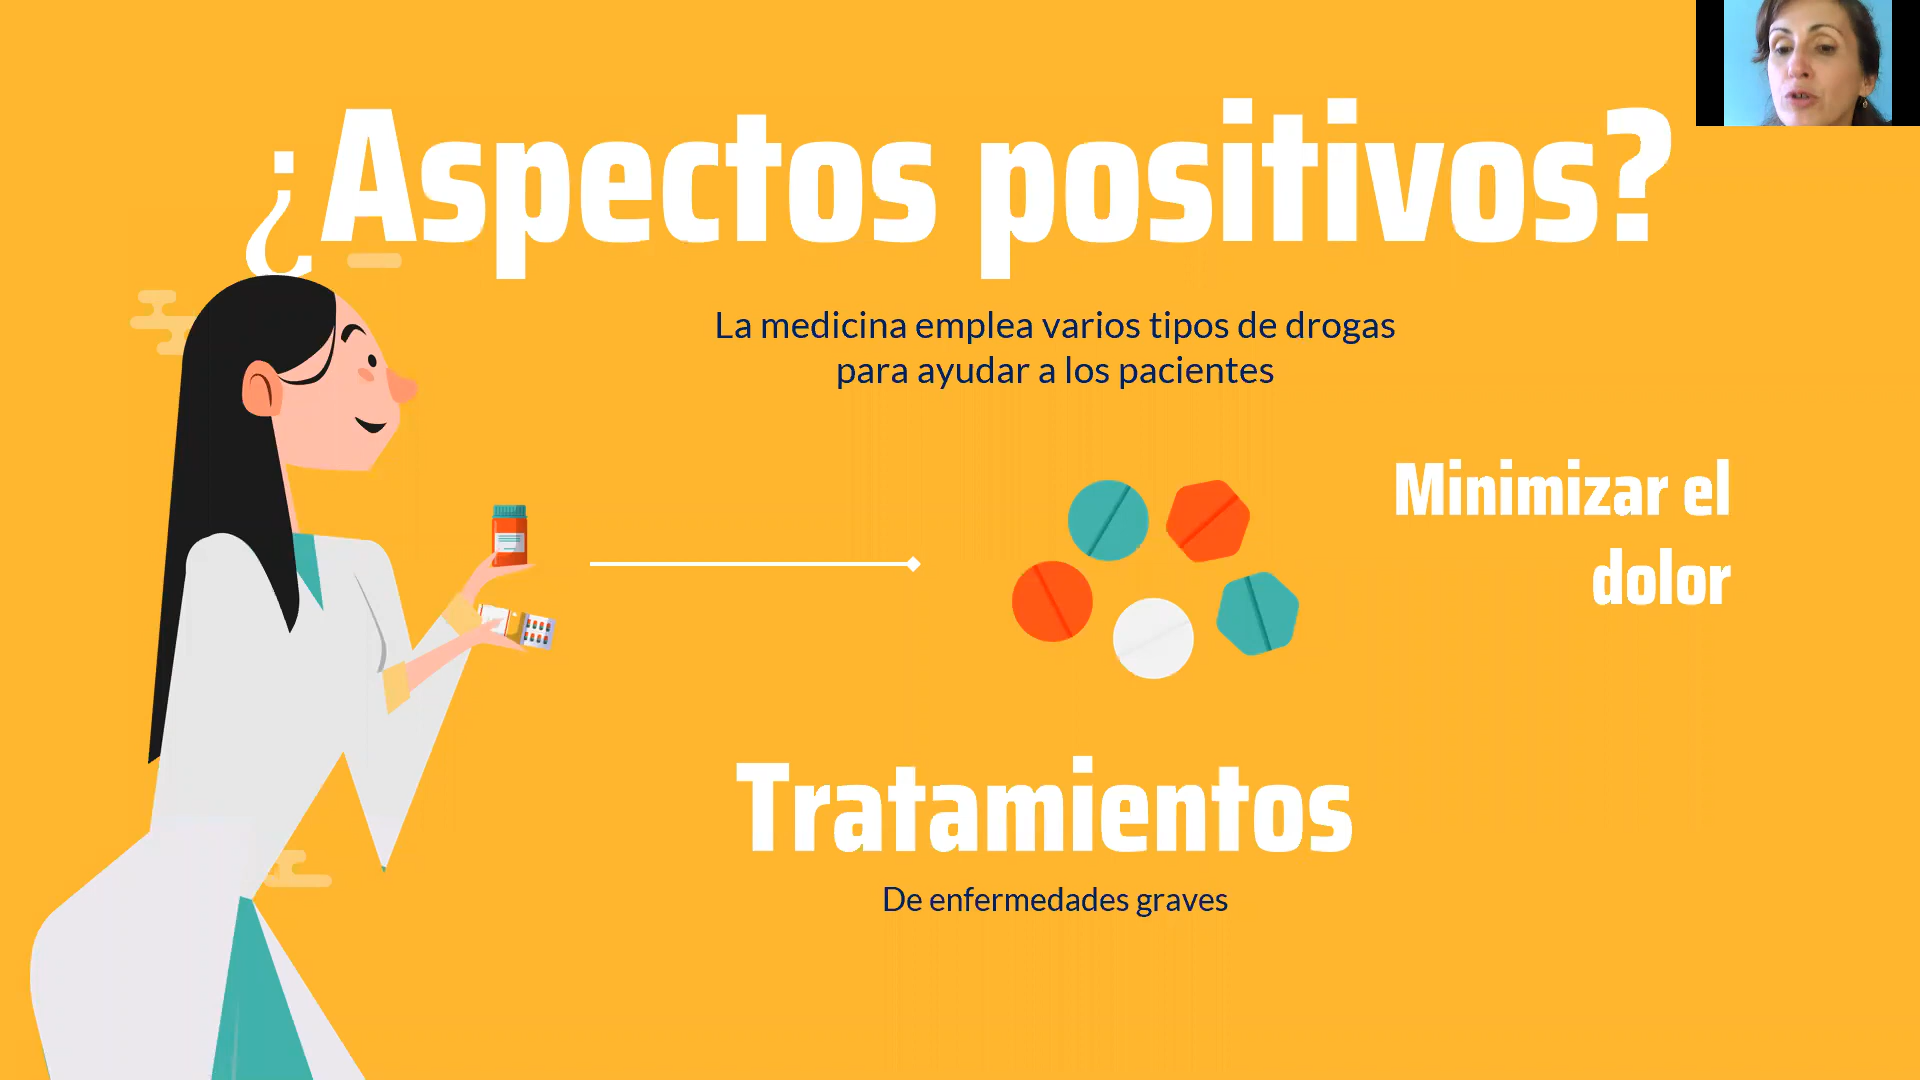 ¿Aspectos positivos?
La medicina emplea varios tipos de drogas
para ayudar a los pacientes
Minimizar el
dolor
Tratamientos
De enfermedades graves